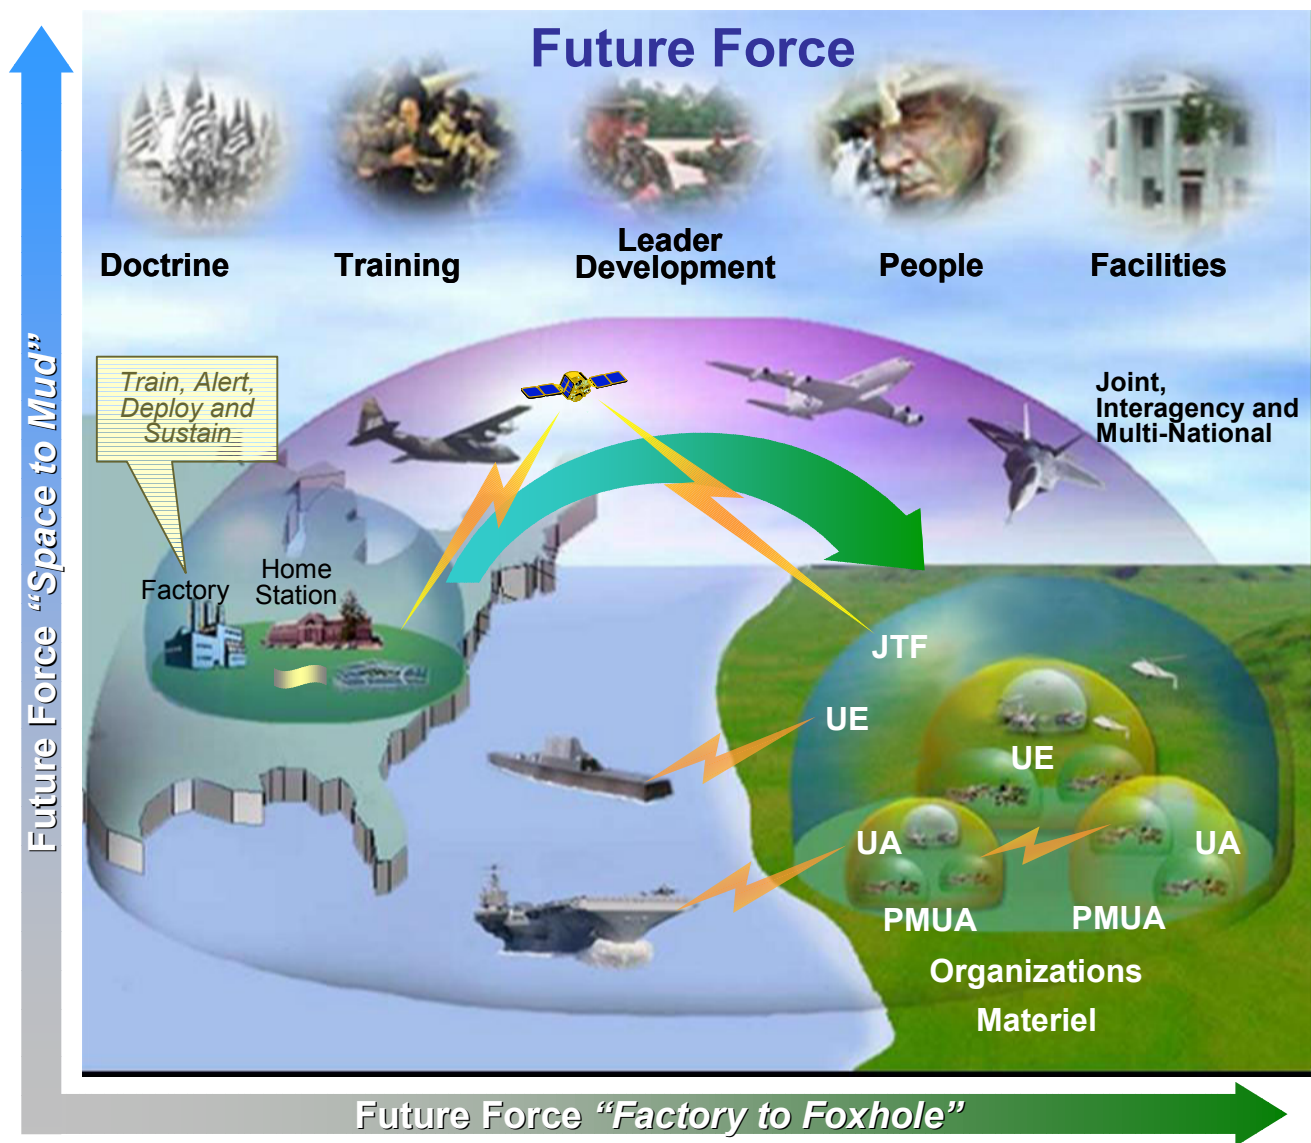 Future Force
Doctrine
Training
Leader
Development
People
Facilities
Future Force "Space to Mud"
Train, Alert,
Deploy and
Sustain
Joint,
Interagency and
Multi-National
Factory
Home
Station
JTF
UE
UE
UA
UA
PMUA
PMUA
Organizations
Materiel
Future Force "Factory to Foxhole"